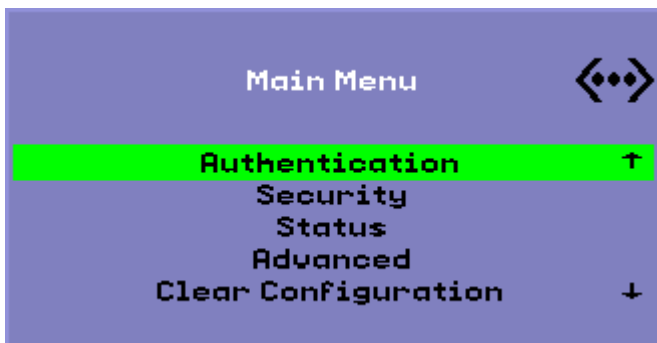 Main Menu
Authentication ↑
Security
Status
Advanced
Clear Configuration ↓